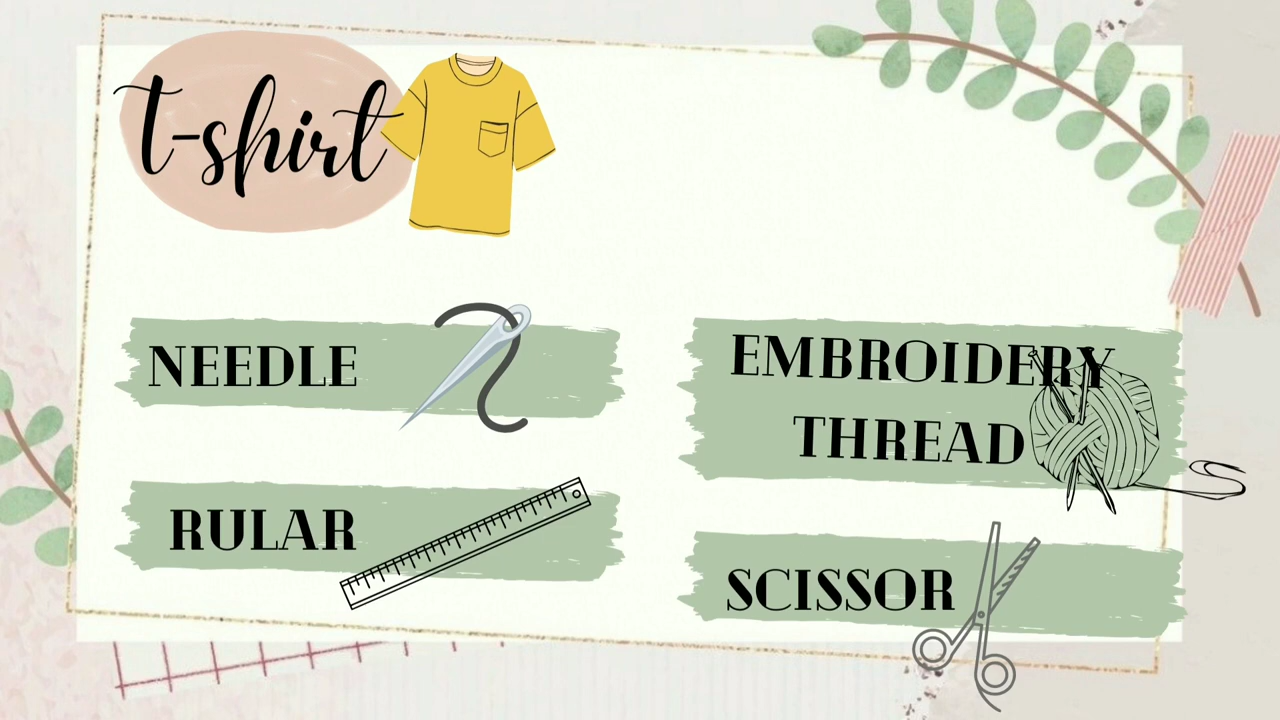 t-shirt
NEEDLE
RULAR
EMBROIDERY
THREAD
SCISSOR